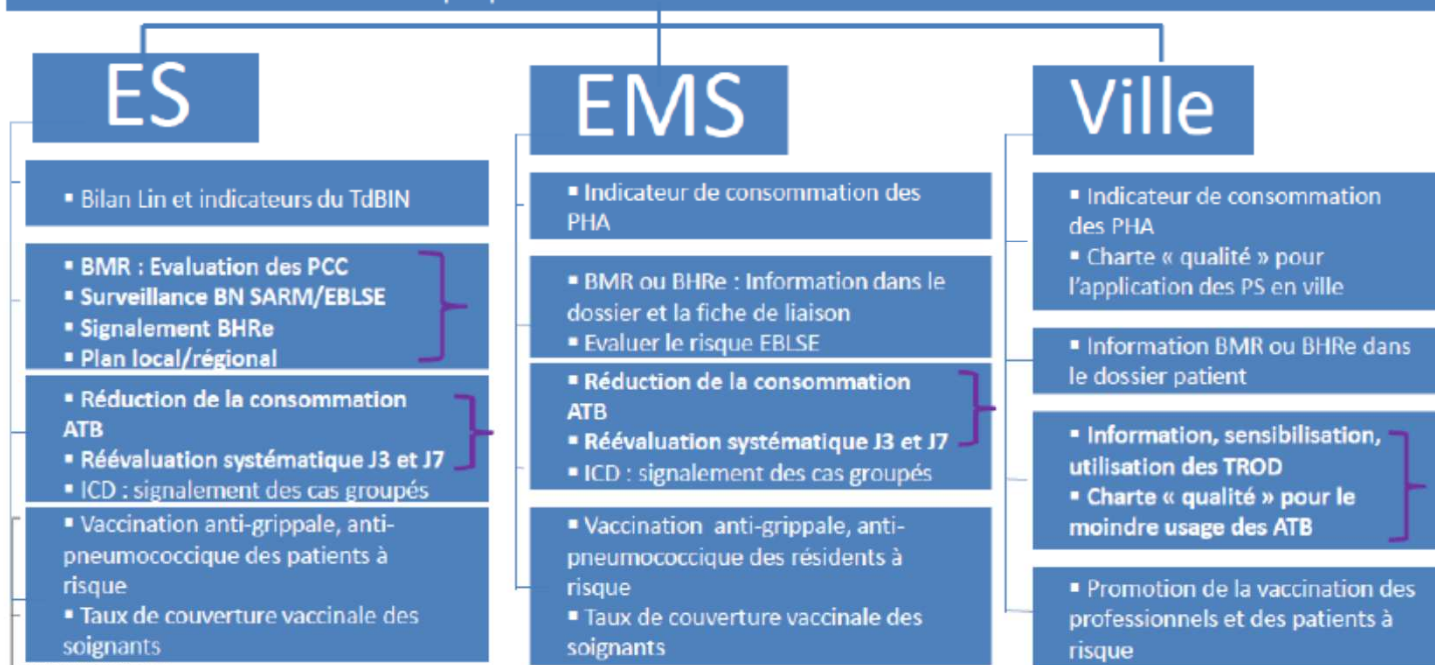 ES
▪ Bilan Lin et indicateurs du TdBIN
▪ BMR : Evaluation des PCC
▪ Surveillance BN SARM/EBLSE
▪ Signalement BHRe
▪ Plan local/régional
▪ Réduction de la consommation
ATB
▪ Réévaluation systématique J3 et J7
▪ ICD : signalement des cas groupés
▪ Vaccination anti-grippale, anti-
pneumococcique des patients à
risque
▪ Taux de couverture vaccinale des
soignants
EMS
▪ Indicateur de consommation des
PHA
▪ BMR ou BHRe : Information dans le
dossier et la fiche de liaison
▪ Evaluer le risque EBLSE
▪ Réduction de la consommation
ATB
▪ Réévaluation systématique J3 et J7
▪ ICD : signalement des cas groupés
▪ Vaccination anti-grippale, anti-
pneumococcique des résidents à
risque
▪ Taux de couverture vaccinale des
soignants
Ville
▪ Indicateur de consommation
des PHA
▪ Charte « qualité » pour
l'application des PS en ville
▪ Information BMR ou BHRe dans
le dossier patient
▪ Information, sensibilisation,
utilisation des TROD
▪ Charte « qualité » pour le
moindre usage des ATB
▪ Promotion de la vaccination des
professionnels et des patients à
risque